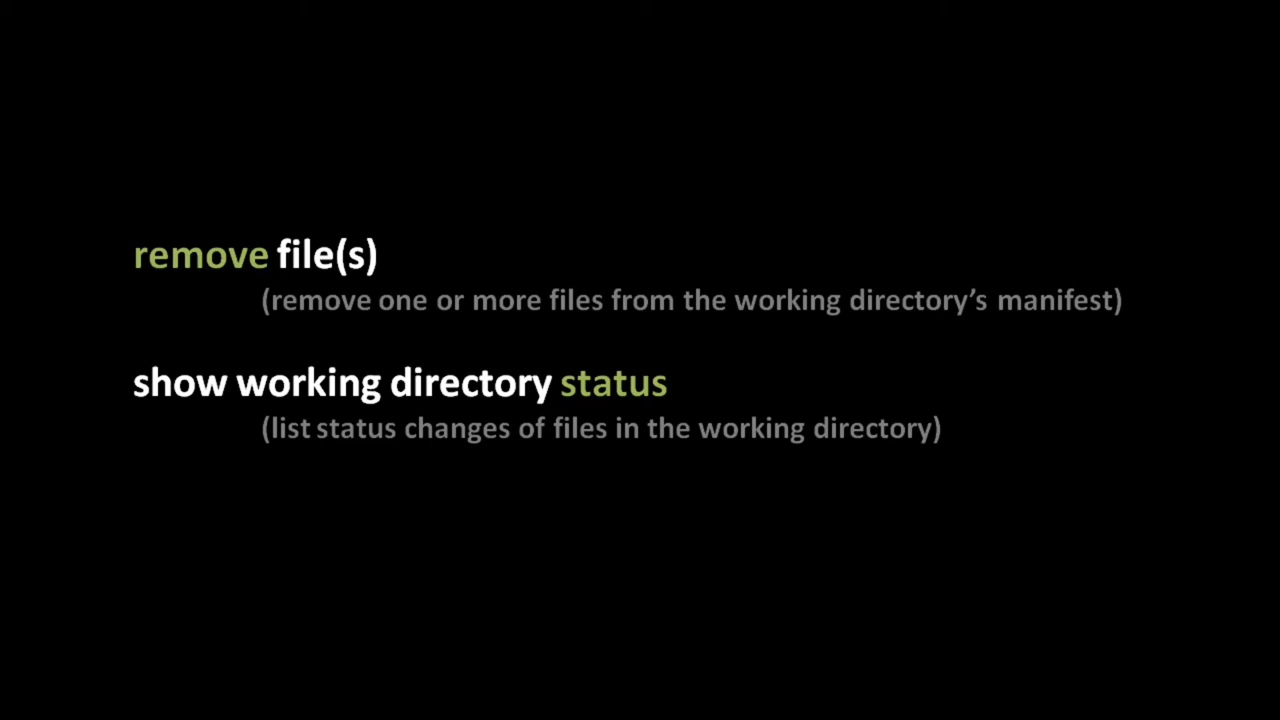 remove file(s)
(remove one or more files from the working directory’s manifest)
show working directory status
(list status changes of files in the working directory)